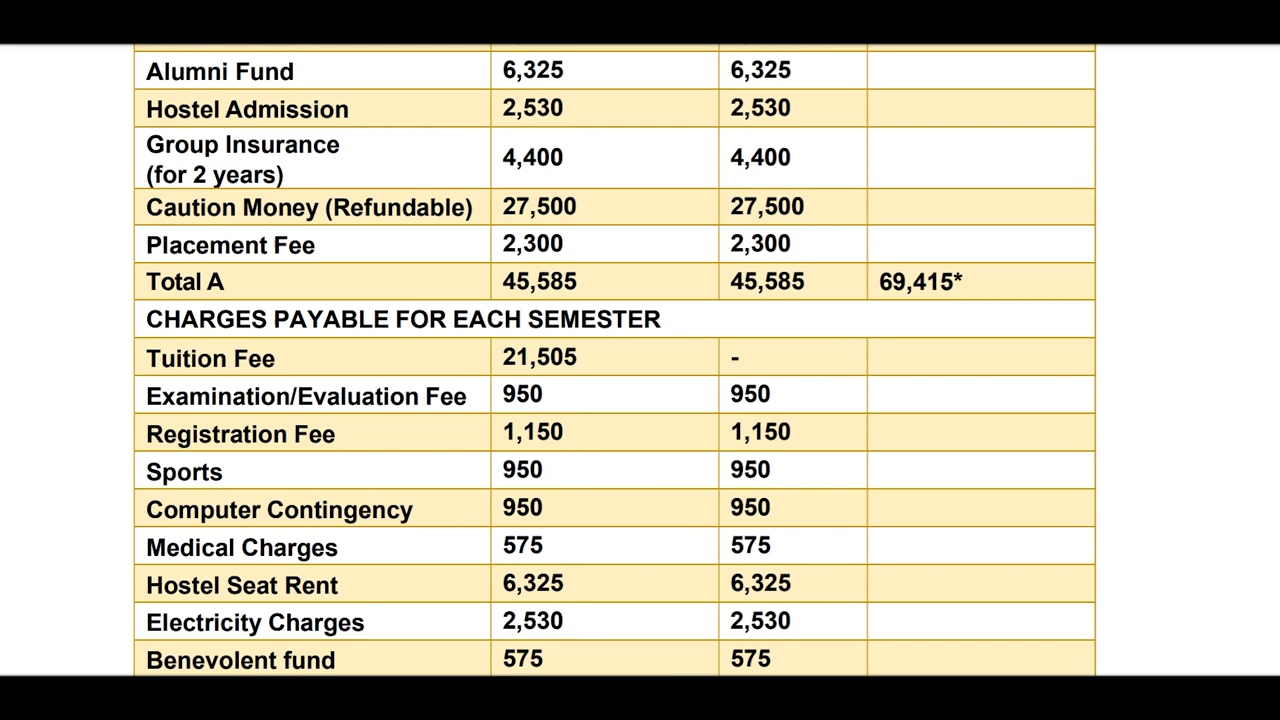 Alumni Fund 6,325 6,325
Hostel Admission 2,530 2,530
Group Insurance
(for 2 years) 4,400 4,400
Caution Money (Refundable) 27,500 27,500
Placement Fee 2,300 2,300
Total A 45,585 45,585 69,415*
CHARGES PAYABLE FOR EACH SEMESTER
Tuition Fee 21,505 -
Examination/Evaluation Fee 950 950
Registration Fee 1,150 1,150
Sports 950 950
Computer Contingency 950 950
Medical Charges 575 575
Hostel Seat Rent 6,325 6,325
Electricity Charges 2,530 2,530
Benevolent fund 575 575